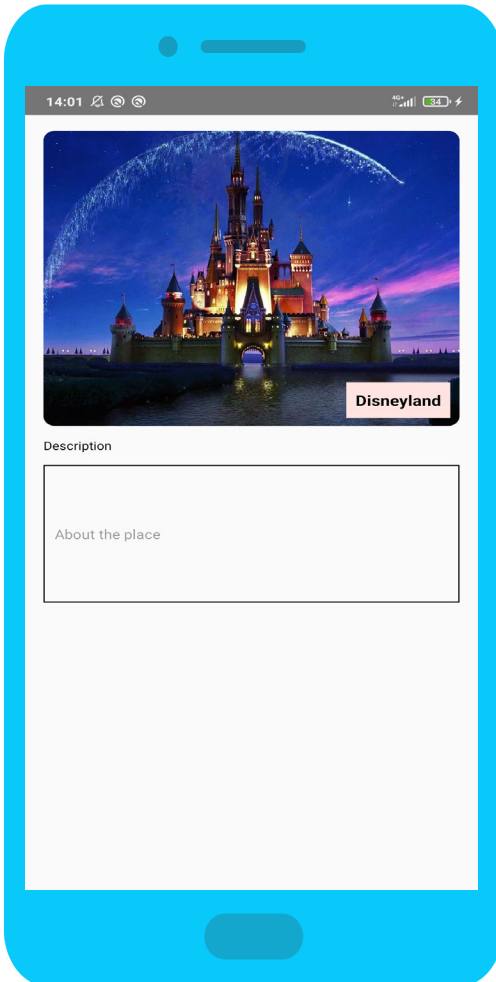 14:01
4G+
34
Disneyland
Description
About the place